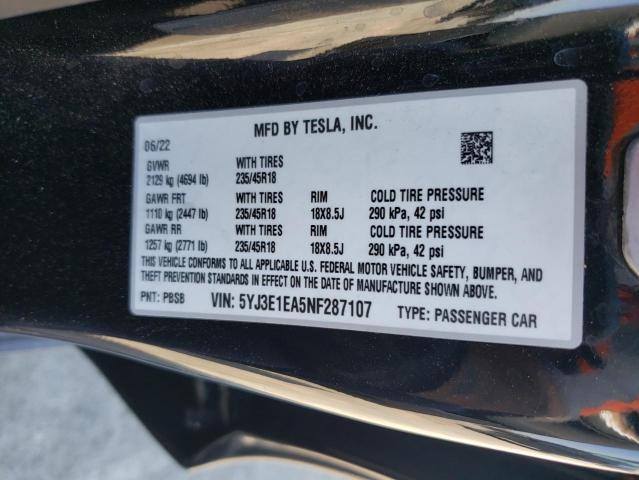 MFD BY TESLA, INC.
06/22
GVWR WITH TIRES
2129 kg (4694 lb) 235/45R18
GAWR FRT WITH TIRES RIM COLD TIRE PRESSURE
1110 kg (2447 lb) 235/45R18 18X8.5J 290 kPa, 42 psi
GAWR RR WITH TIRES RIM COLD TIRE PRESSURE
1257 kg (2771 lb) 235/45R18 18X8.5J 290 kPa, 42 psi
THIS VEHICLE CONFORMS TO ALL APPLICABLE U.S. FEDERAL MOTOR VEHICLE SAFETY, BUMPER, AND
THEFT PREVENTION STANDARDS IN EFFECT ON THE DATE OF MANUFACTURE SHOWN ABOVE.
PNT: PBSB VIN: 5YJ3E1EA5NF287107 TYPE: PASSENGER CAR